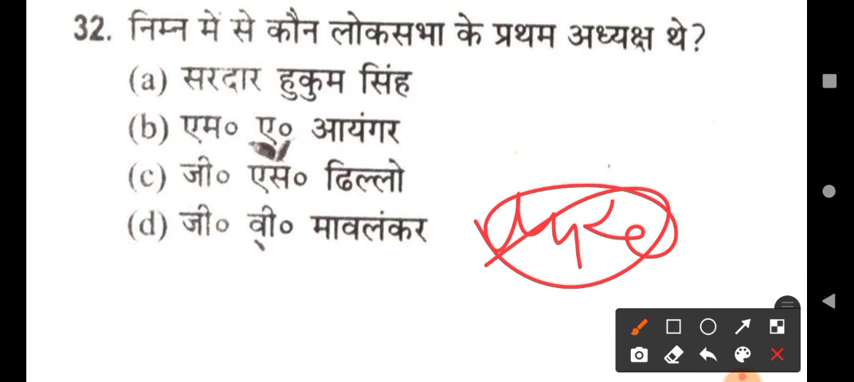 32. निम्न में से कौन लोकसभा के प्रथम अध्यक्ष थे?
(a) सरदार हुकुम सिंह
(b) एम० ए० आयंगर
(c) जी० एस० ढिल्लो
(d) जी० वी० मावलंकर